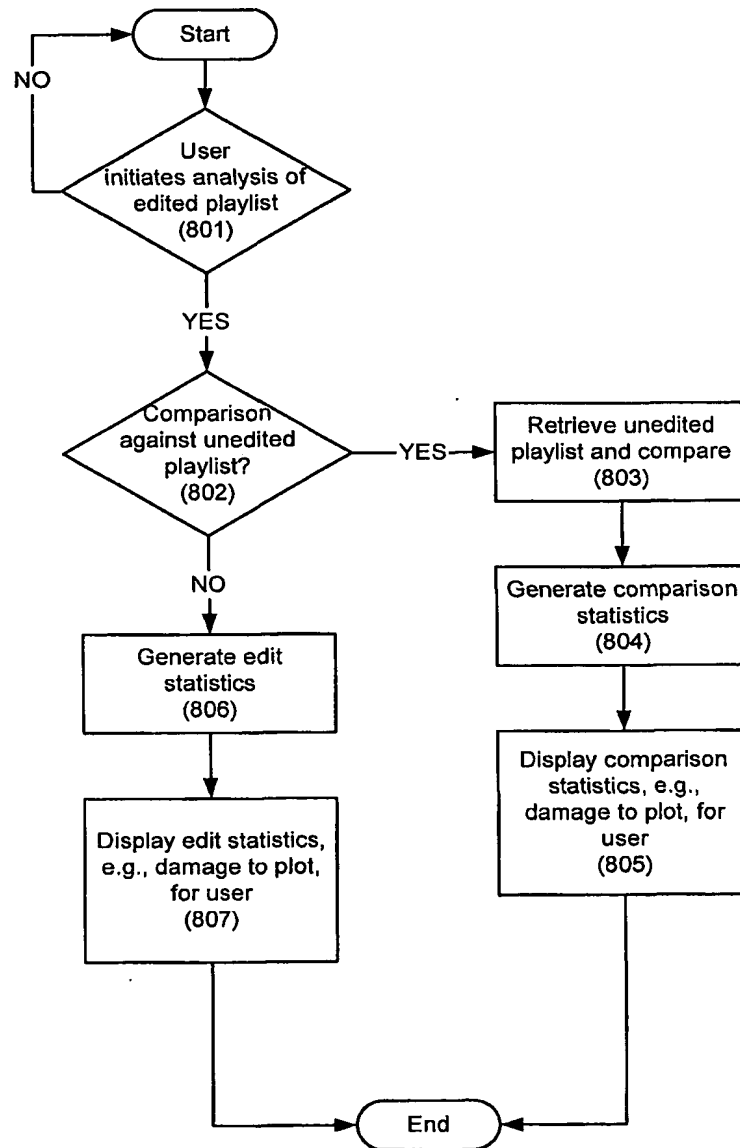 Start
NO
User
initiates analysis of
edited playlist
(801)
YES
Comparison
against unedited
playlist?
(802)
YES
Retrieve unedited
playlist and compare
(803)
NO
Generate comparison
statistics
(804)
Generate edit
statistics
(806)
Display comparison
statistics, e.g.,
damage to plot, for
user
(805)
Display edit statistics,
e.g., damage to plot,
for user
(807)
End